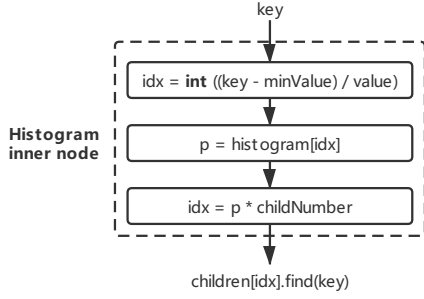 key
idx = int ((key - minValue) / value)
Histogram
inner node
p = histogram[idx]
idx = p * childNumber
children[idx].find(key)